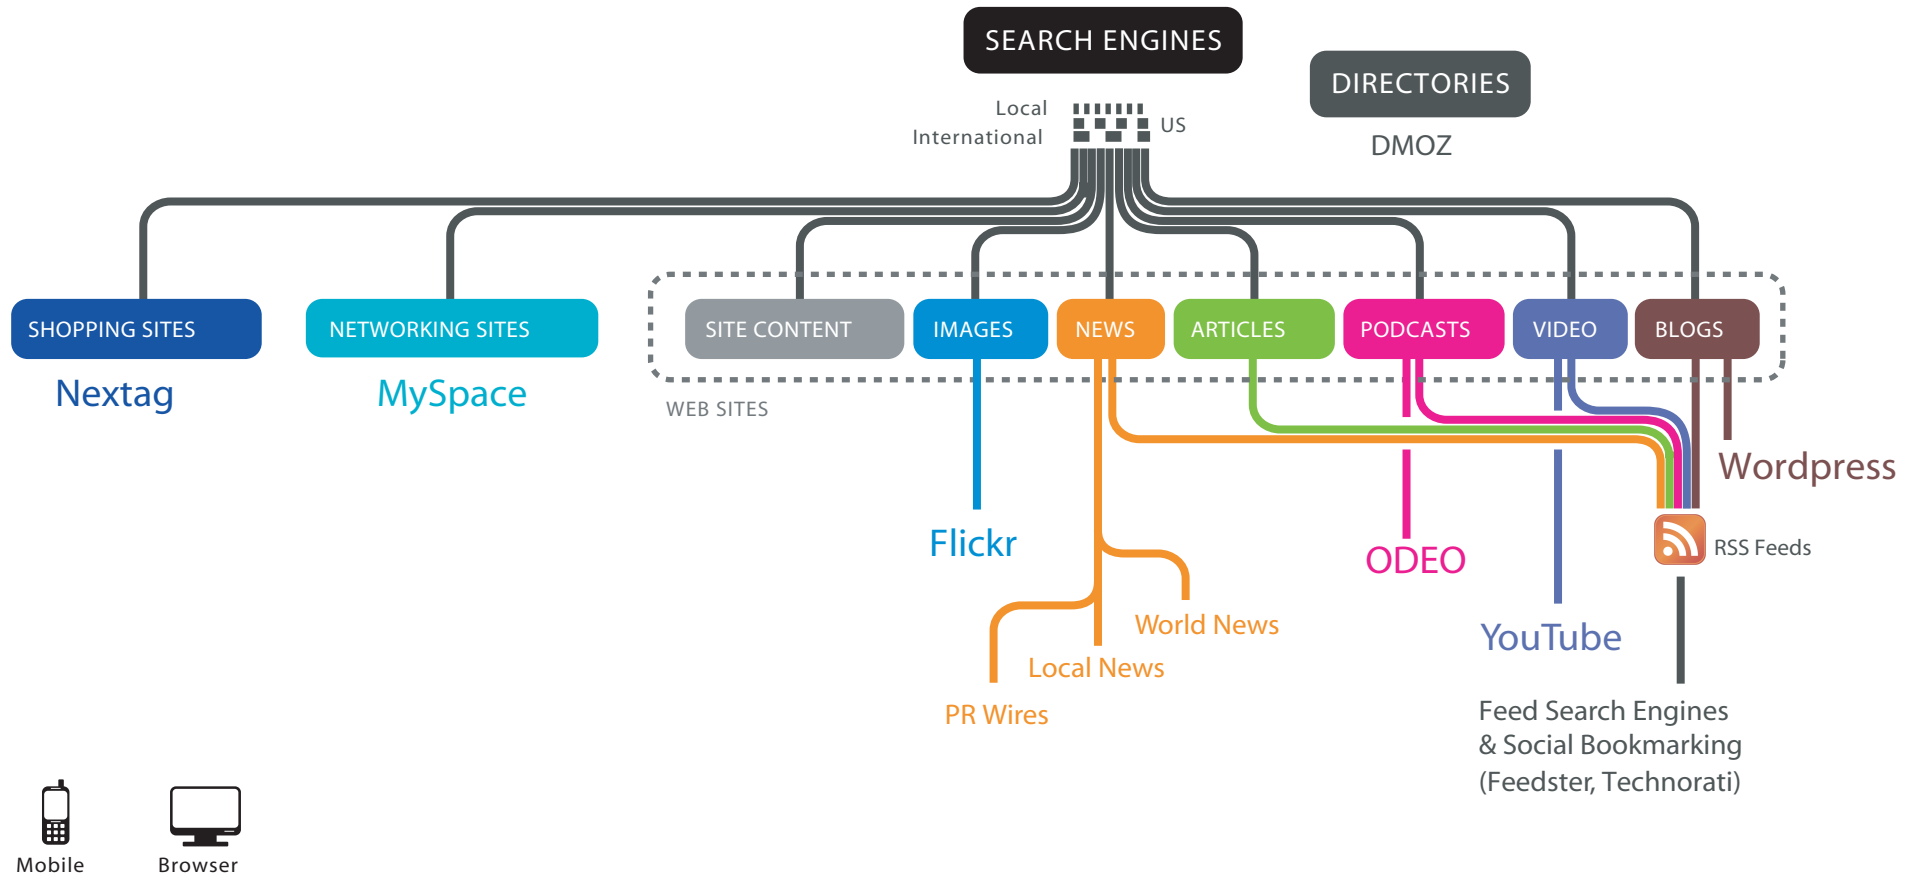 SEARCH ENGINES
DIRECTORIES
Local
International
US
DMOZ
SHOPPING SITES
NETWORKING SITES
SITE CONTENT
IMAGES
NEWS
ARTICLES
PODCASTS
VIDEO
BLOGS
Nextag
MySpace
WEB SITES
Wordpress
Flickr
ODEO
RSS Feeds
World News
YouTube
Local News
PR Wires
Feed Search Engines
& Social Bookmarking
(Feedster, Technorati)
Mobile
Browser